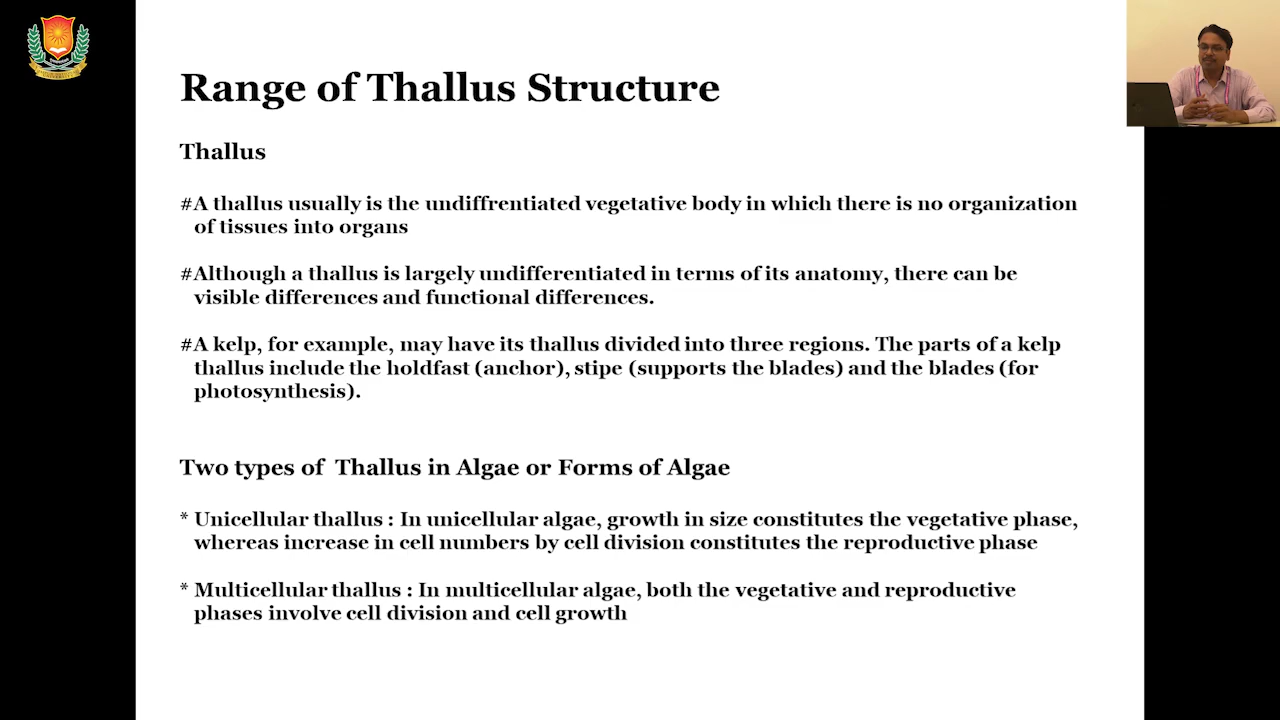 Range of Thallus Structure
Thallus
#A thallus usually is the undiffrentiated vegetative body in which there is no organization
of tissues into organs
#Although a thallus is largely undifferentiated in terms of its anatomy, there can be
visible differences and functional differences.
#A kelp, for example, may have its thallus divided into three regions. The parts of a kelp
thallus include the holdfast (anchor), stipe (supports the blades) and the blades (for
photosynthesis).
Two types of Thallus in Algae or Forms of Algae
* Unicellular thallus : In unicellular algae, growth in size constitutes the vegetative phase,
whereas increase in cell numbers by cell division constitutes the reproductive phase
* Multicellular thallus : In multicellular algae, both the vegetative and reproductive
phases involve cell division and cell growth